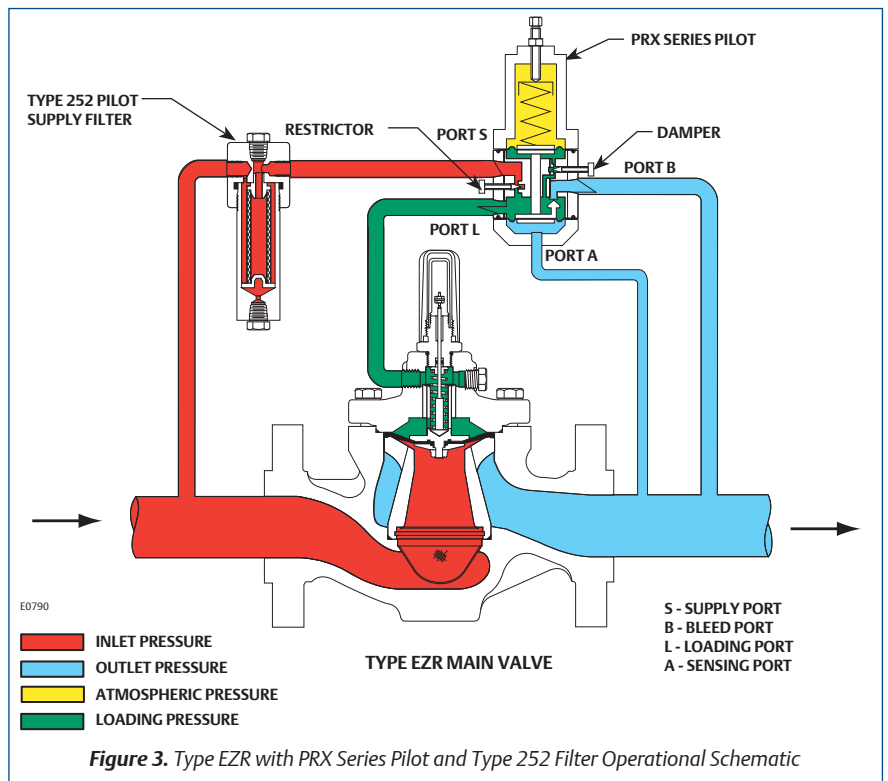 PRX SERIES PILOT
TYPE 252 PILOT
SUPPLY FILTER
RESTRICTOR
PORT S
DAMPER
PORT B
PORT L
PORT A
E0790
INLET PRESSURE
OUTLET PRESSURE
ATMOSPHERIC PRESSURE
LOADING PRESSURE
TYPE EZR MAIN VALVE
S - SUPPLY PORT
B - BLEED PORT
L - LOADING PORT
A - SENSING PORT
Figure 3. Type EZR with PRX Series Pilot and Type 252 Filter Operational Schematic